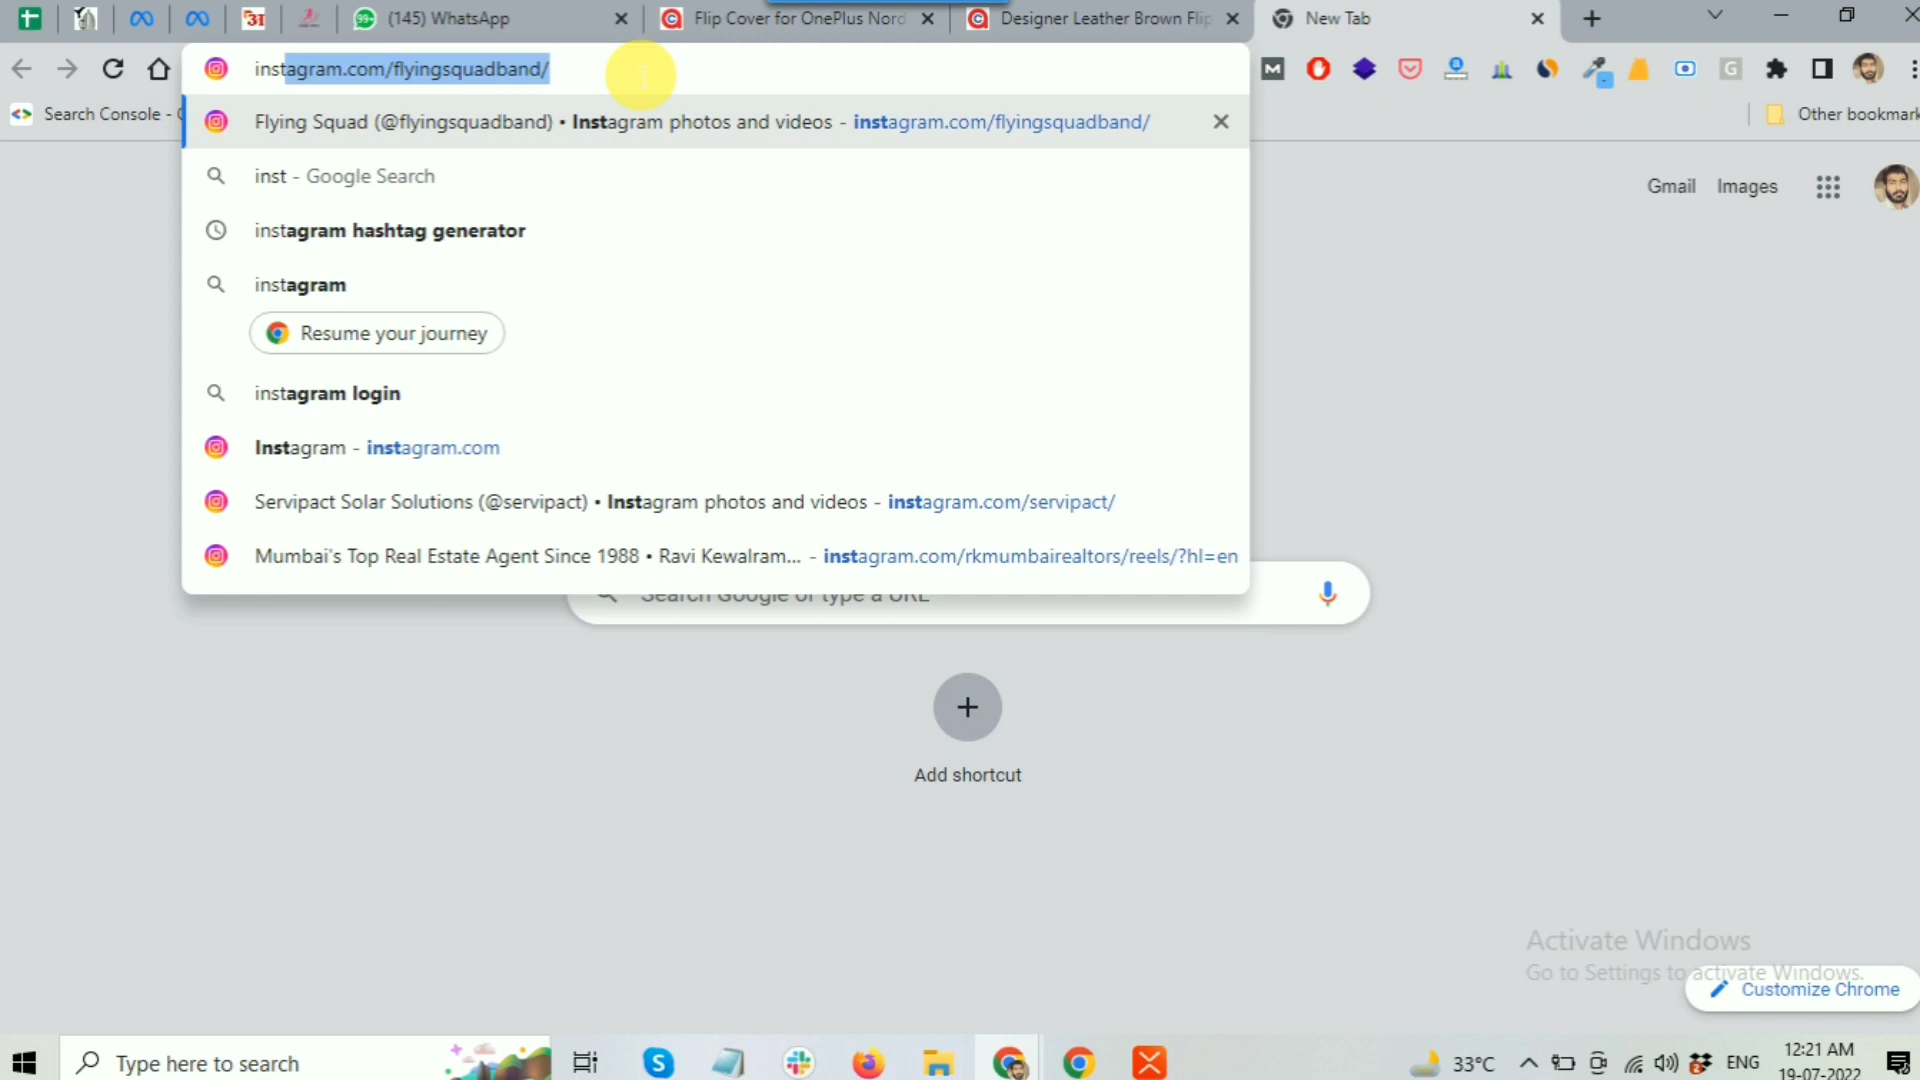 (145) WhatsApp
Flip Cover for OnePlus Nord
Designer Leather Brown Flip
New Tab
instagram.com/flyingsquadband/
Search Console -
Other bookmark
Flying Squad (@flyingsquadband) • Instagram photos and videos - instagram.com/flyingsquadband/
inst - Google Search
Gmail Images
instagram hashtag generator
instagram
Resume your journey
instagram login
Instagram - instagram.com
Servipact Solar Solutions (@servipact) • Instagram photos and videos - instagram.com/servipact/
Mumbai's Top Real Estate Agent Since 1988 • Ravi Kewalram... - instagram.com/rkmumbairealtors/reels/?hl=en
Search Google or type a URL
Add shortcut
Activate Windows
Go to Settings to activate Windows.
Customize Chrome
Type here to search
33°C
ENG
12:21 AM
19-07-2022